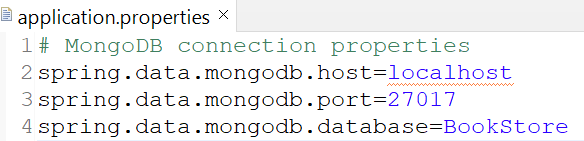 application.properties
1 # MongoDB connection properties
2 spring.data.mongodb.host=localhost
3 spring.data.mongodb.port=27017
4 spring.data.mongodb.database=BookStore